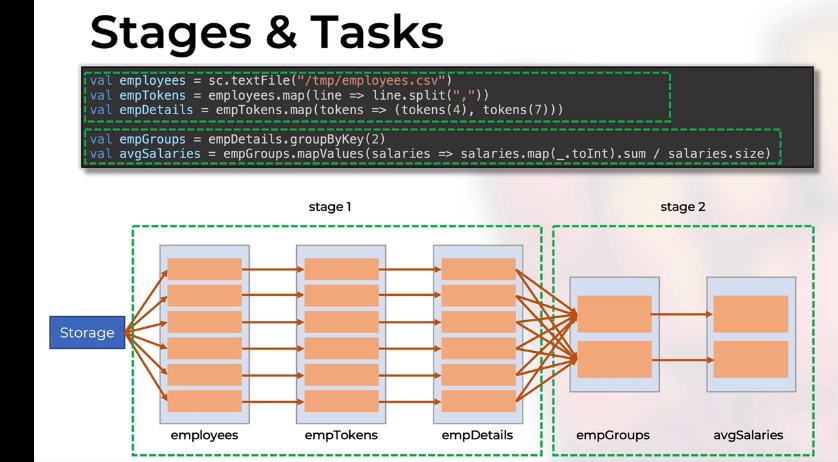 Stages & Tasks
val employees = sc.textFile("/tmp/employees.csv")
val empTokens = employees.map(line => line.split(","))
val empDetails = empTokens.map(tokens => (tokens(4), tokens(7)))
val empGroups = empDetails.groupByKey(2)
val avgSalaries = empGroups.mapValues(salaries => salaries.map(_.toInt).sum / salaries.size)
stage 1
stage 2
Storage
employees
empTokens
empDetails
empGroups
avgSalaries